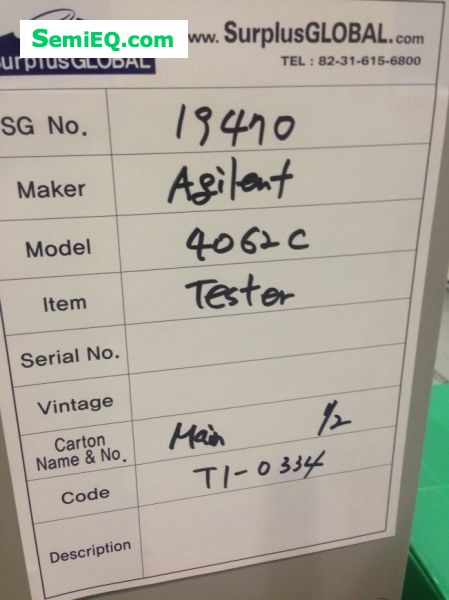 SemiEQ.com
www. SurplusGLOBAL.com
SurplusGLOBAL
TEL : 82-31-615-6800
SG No. 19470
Maker Agilent
Model 4062C
Item Tester
Serial No.
Vintage
Carton Name & No. Main 1/2
Code T1-0334
Description